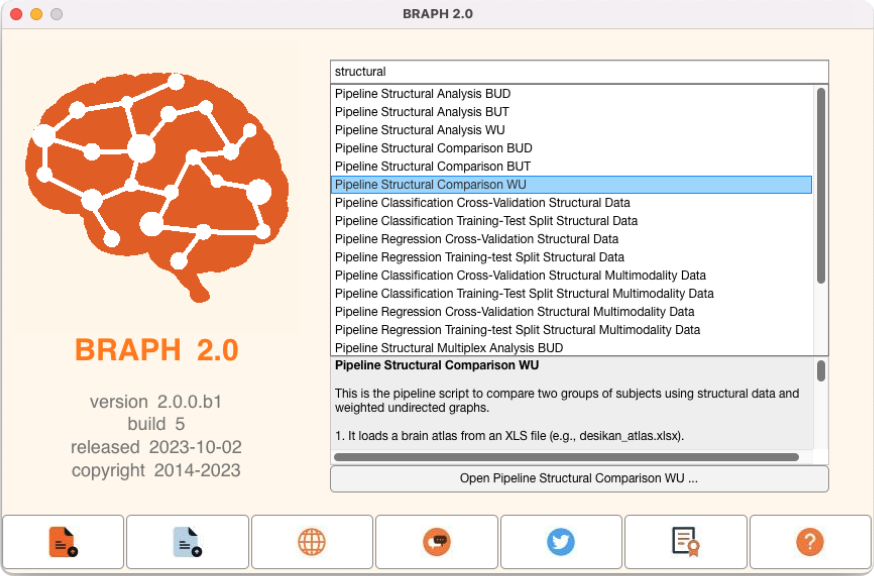 BRAPH 2.0
structural
Pipeline Structural Analysis BUD
Pipeline Structural Analysis BUT
Pipeline Structural Analysis WU
Pipeline Structural Comparison BUD
Pipeline Structural Comparison BUT
Pipeline Structural Comparison WU
Pipeline Classification Cross-Validation Structural Data
Pipeline Classification Training-Test Split Structural Data
Pipeline Regression Cross-Validation Structural Data
Pipeline Regression Training-test Split Structural Data
Pipeline Classification Cross-Validation Structural Multimodality Data
Pipeline Classification Training-Test Split Structural Multimodality Data
Pipeline Regression Cross-Validation Structural Multimodality Data
Pipeline Regression Training-test Split Structural Multimodality Data
Pipeline Structural Multiplex Analysis BUD
Pipeline Structural Comparison WU
This is the pipeline script to compare two groups of subjects using structural data and
weighted undirected graphs.
1. It loads a brain atlas from an XLS file (e.g., desikan_atlas.xlsx).
Open Pipeline Structural Comparison WU ...
BRAPH 2.0
version 2.0.0.b1
build 5
released 2023-10-02
copyright 2014-2023
?